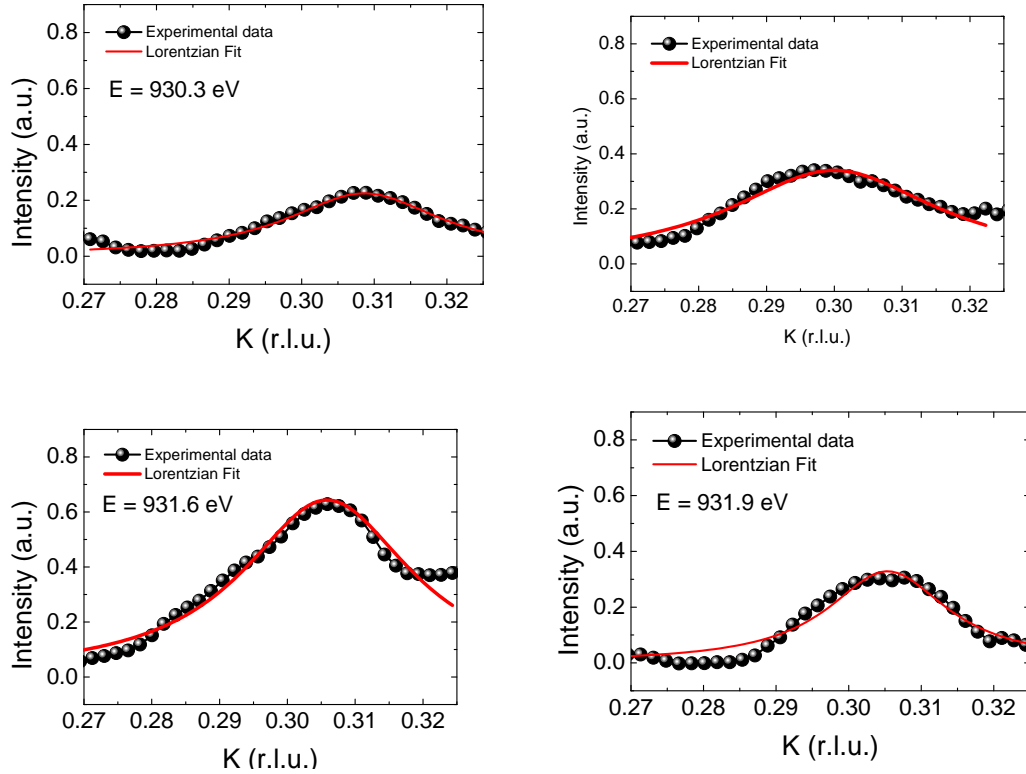 0.8
0.6
0.4
0.2
0.0
Intensity (a.u.)
Experimental data
Lorentzian Fit
E = 930.3 eV
0.27 0.28 0.29 0.30 0.31 0.32
K (r.l.u.)
0.8
0.6
0.4
0.2
0.0
Intensity (a.u.)
Experimental data
Lorentzian Fit
0.27 0.28 0.29 0.30 0.31 0.32
K (r.l.u.)
0.8
0.6
0.4
0.2
0.0
Intensity (a.u.)
Experimental data
Lorentzian Fit
E = 931.6 eV
0.27 0.28 0.29 0.30 0.31 0.32
K (r.l.u.)
0.8
0.6
0.4
0.2
0.0
Intensity (a.u.)
Experimental data
Lorentzian Fit
E = 931.9 eV
0.27 0.28 0.29 0.30 0.31 0.32
K (r.l.u.)